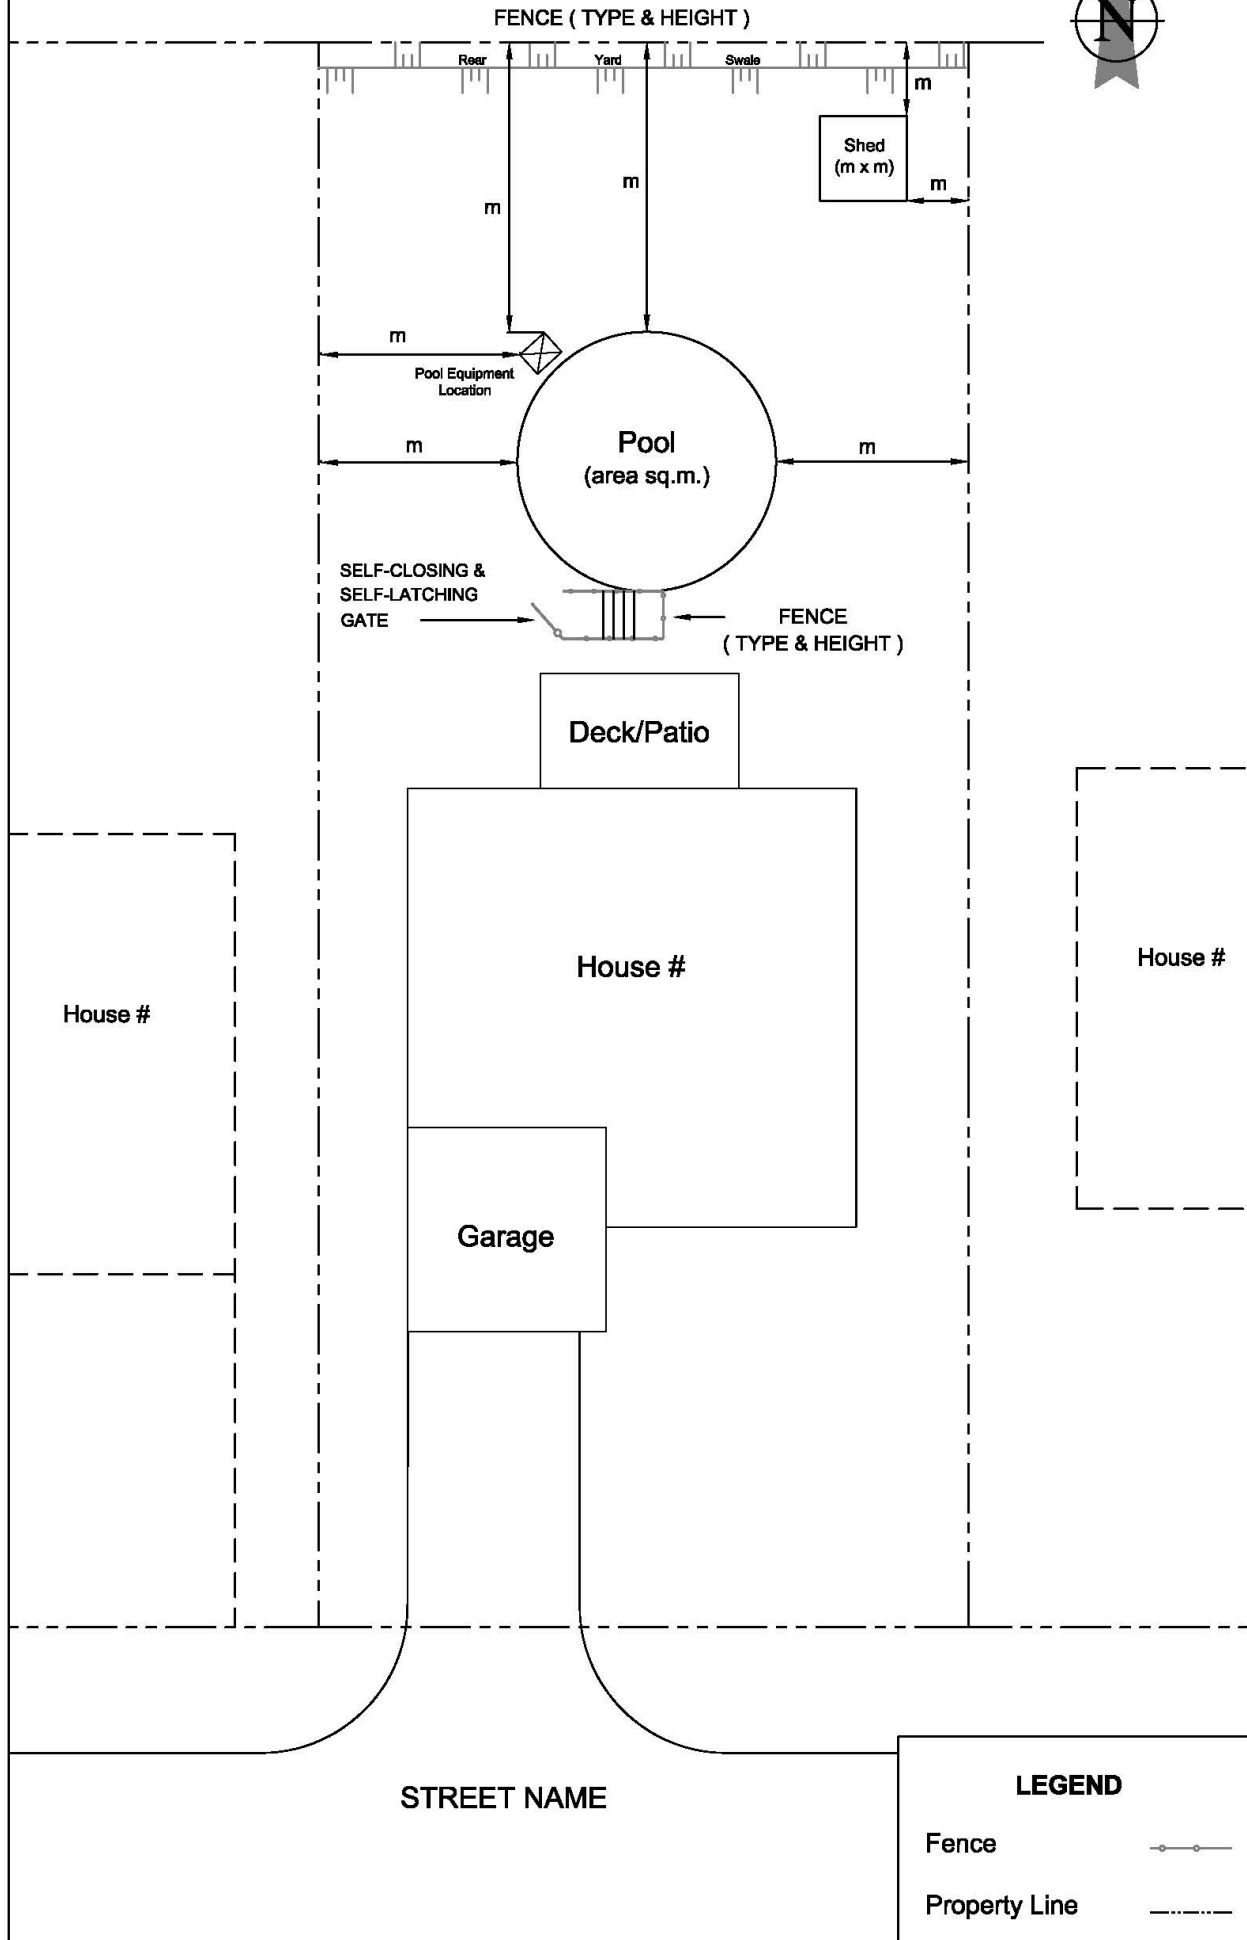 FENCE ( TYPE & HEIGHT )
N
Rear Yard Swale
m
Shed
(m x m)
m
m
m
m
Pool Equipment
Location
m
Pool
(area sq.m.)
m
SELF-CLOSING &
SELF-LATCHING
GATE
FENCE
( TYPE & HEIGHT )
Deck/Patio
House #
House #
House #
Garage
STREET NAME
LEGEND
Fence
Property Line